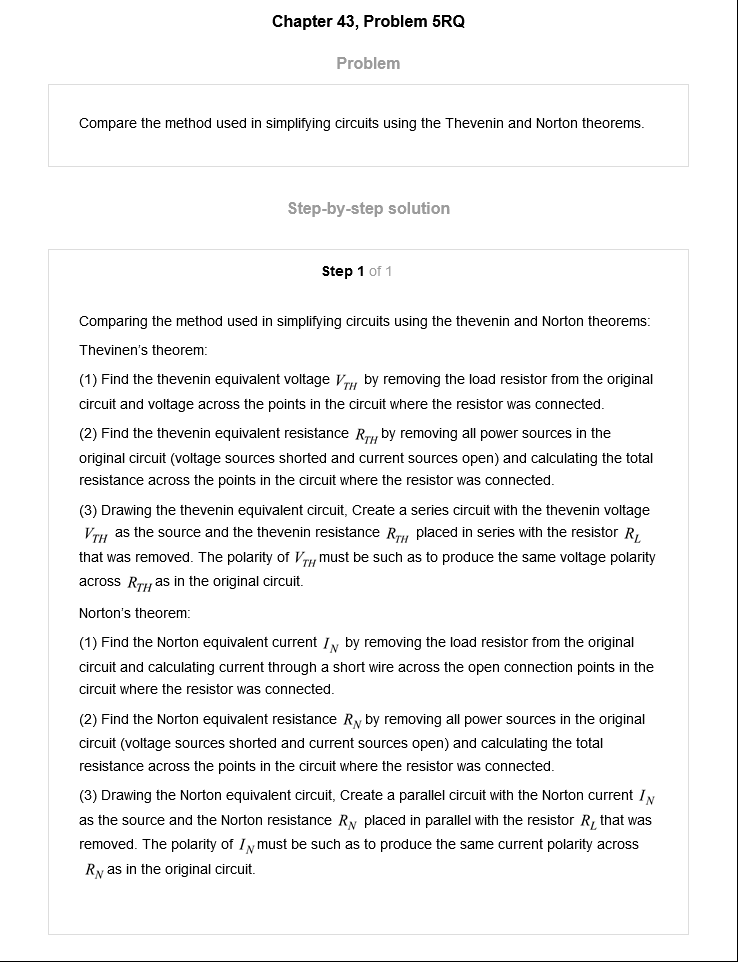 Chapter 43, Problem 5RQ
Problem
Compare the method used in simplifying circuits using the Thevenin and Norton theorems.
Step-by-step solution
Step 1 of 1
Comparing the method used in simplifying circuits using the thevenin and Norton theorems:
Thevinen's theorem:
(1) Find the thevenin equivalent voltage V_TH by removing the load resistor from the original
circuit and voltage across the points in the circuit where the resistor was connected.
(2) Find the thevenin equivalent resistance R_TH by removing all power sources in the
original circuit (voltage sources shorted and current sources open) and calculating the total
resistance across the points in the circuit where the resistor was connected.
(3) Drawing the thevenin equivalent circuit, Create a series circuit with the thevenin voltage
V_TH as the source and the thevenin resistance R_TH placed in series with the resistor R_L
that was removed. The polarity of V_TH must be such as to produce the same voltage polarity
across R_TH as in the original circuit.
Norton's theorem:
(1) Find the Norton equivalent current I_N by removing the load resistor from the original
circuit and calculating current through a short wire across the open connection points in the
circuit where the resistor was connected.
(2) Find the Norton equivalent resistance R_N by removing all power sources in the original
circuit (voltage sources shorted and current sources open) and calculating the total
resistance across the points in the circuit where the resistor was connected.
(3) Drawing the Norton equivalent circuit, Create a parallel circuit with the Norton current I_N
as the source and the Norton resistance R_N placed in parallel with the resistor R_L that was
removed. The polarity of I_N must be such as to produce the same current polarity across
R_N as in the original circuit.